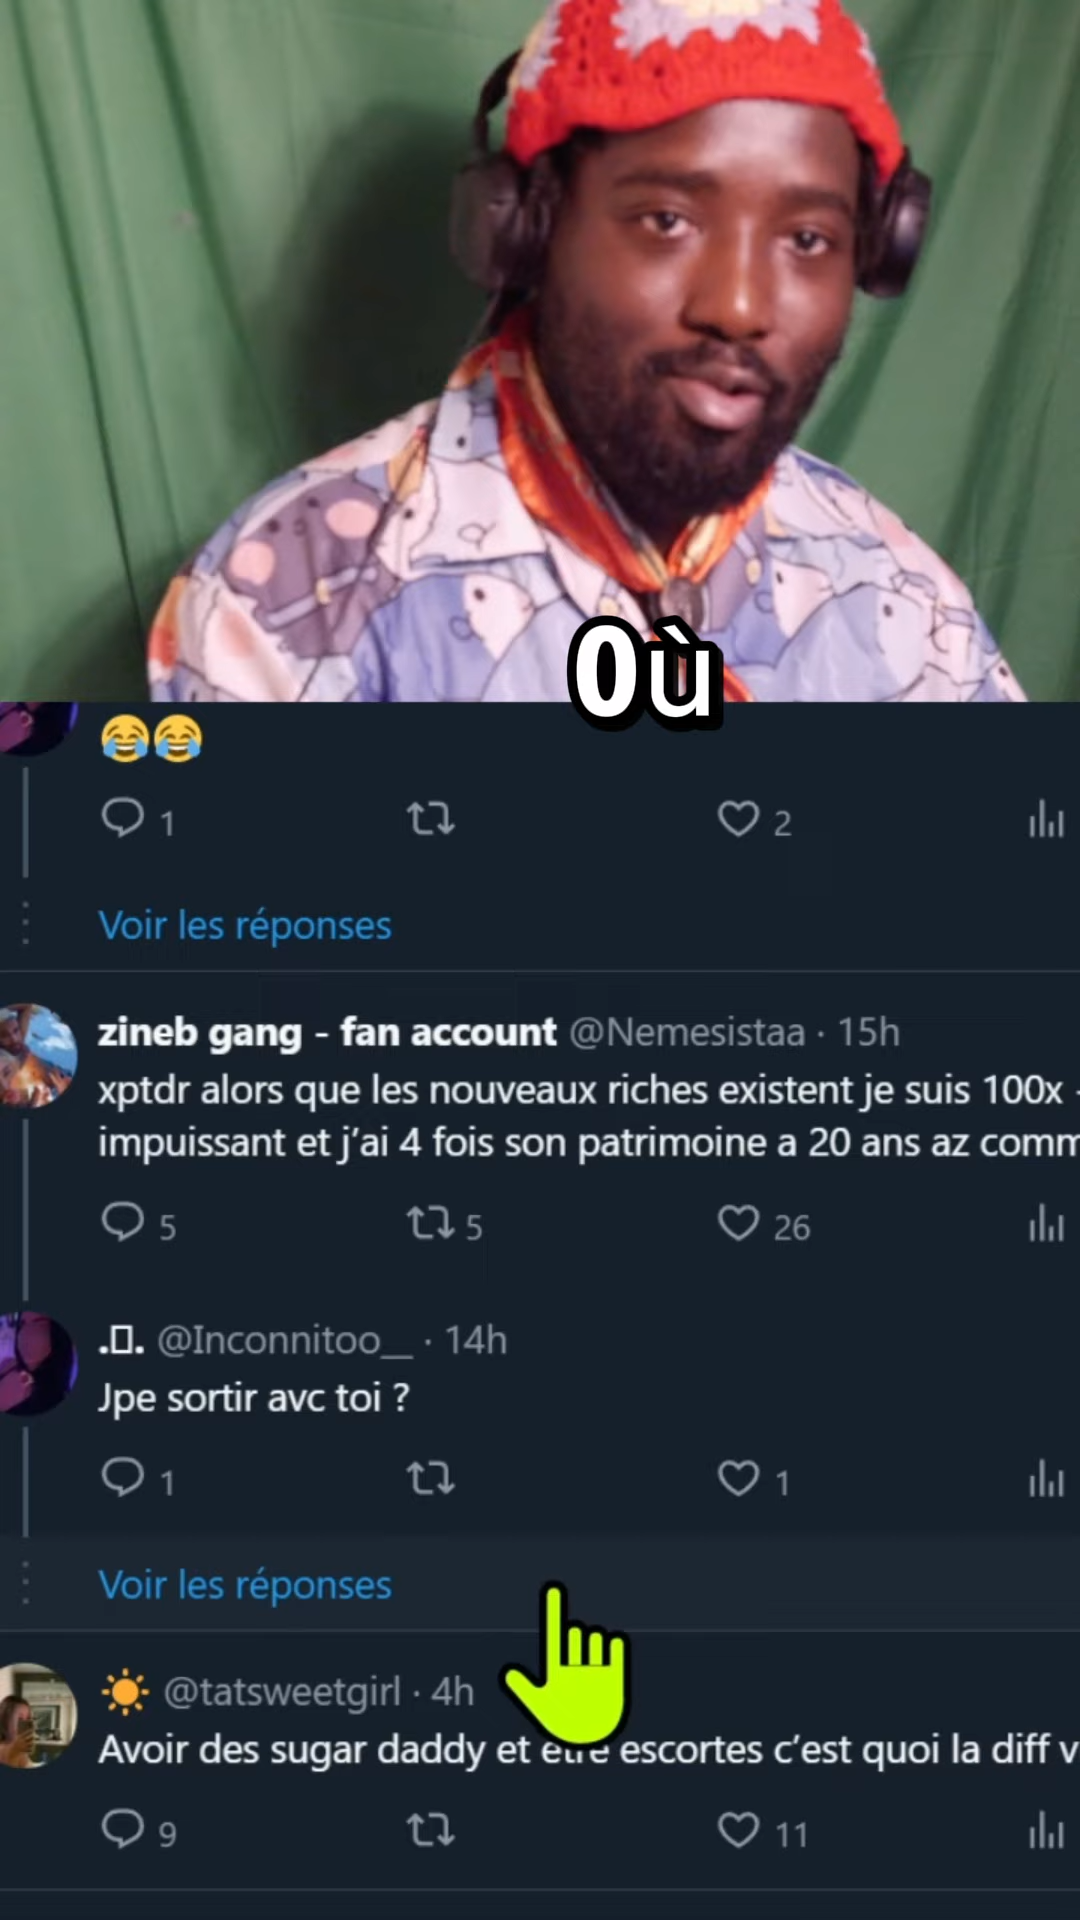 Où
😂😂
1 2
Voir les réponses
zineb gang - fan account @Nemesistaa · 15h
xptdr alors que les nouveaux riches existent je suis 100x
impuissant et j’ai 4 fois son patrimoine a 20 ans az comm
5 5 26
.▯. @Inconnitoo__ · 14h
Jpe sortir avc toi ?
1 1
Voir les réponses
☀️ @tatsweetgirl · 4h
Avoir des sugar daddy et etre escortes c’est quoi la diff v
9 11